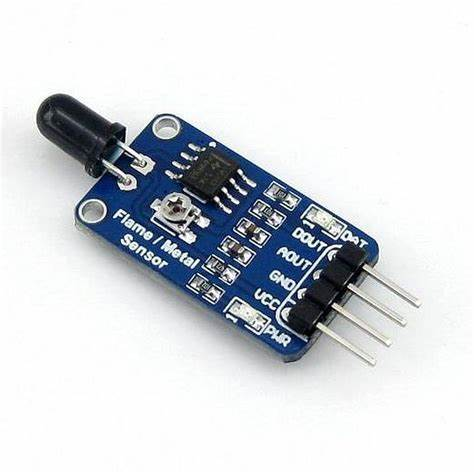 Flame / Metal
Sensor
DAT
DOUT
AOUT
GND
VCC
PWR